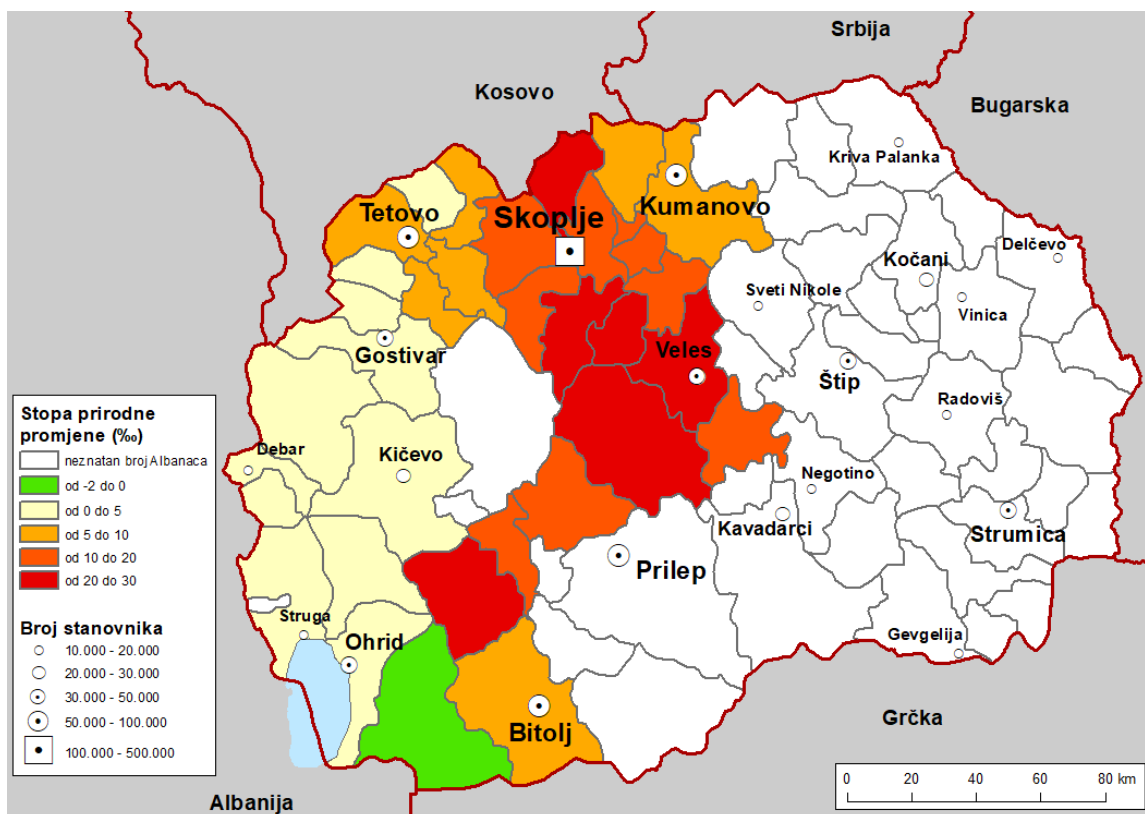 Srbija
Kosovo
Bugarska
Kriva Palanka
Tetovo
Skoplje
Kumanovo
Delčevo
Kočani
Sveti Nikole
Vinica
Gostivar
Veles
Štip
Radoviš
Debar
Kičevo
Negotino
Kavadarci
Strumica
Prilep
Struga
Ohrid
Gevgelija
Bitolj
Grčka
Albanija
Stopa prirodne
promjene (‰)
neznatan broj Albanaca
od -2 do 0
od 0 do 5
od 5 do 10
od 10 do 20
od 20 do 30
Broj stanovnika
10.000 - 20.000
20.000 - 30.000
30.000 - 50.000
50.000 - 100.000
100.000 - 500.000
0 20 40 60 80 km